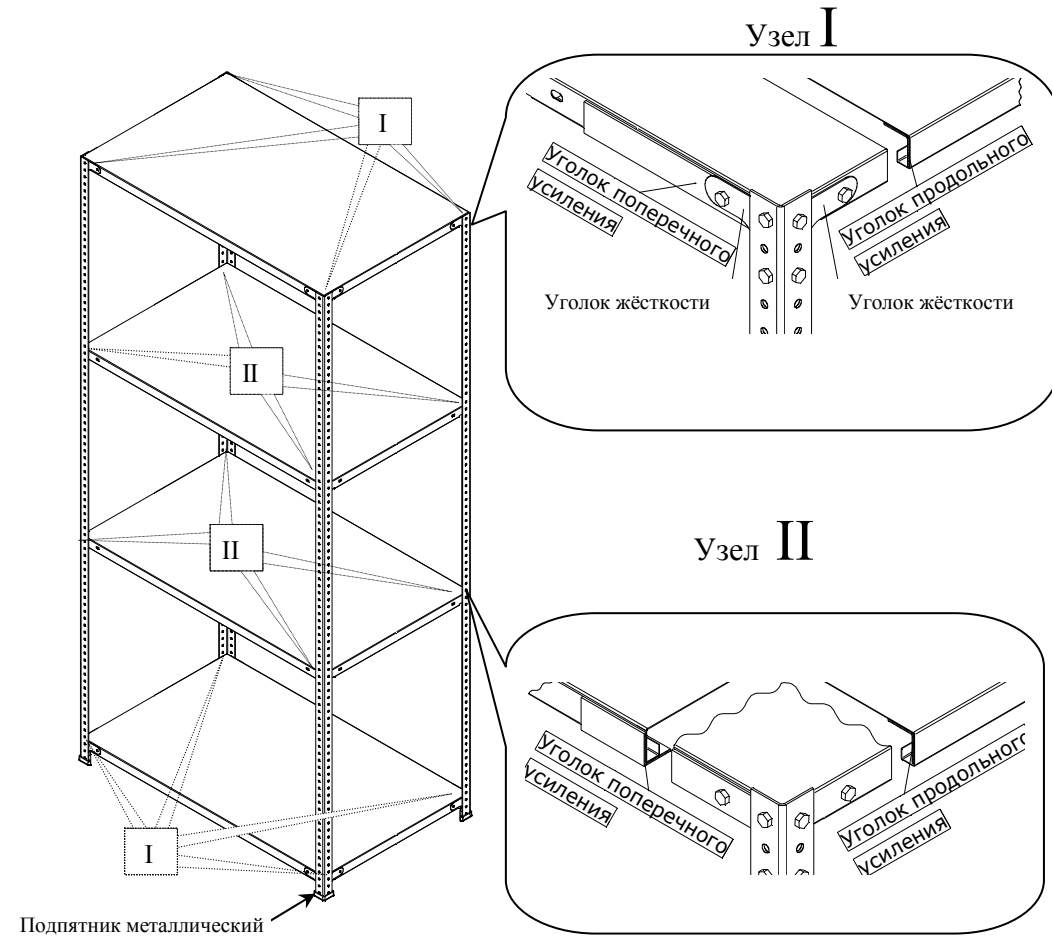 Узел I
I
Уголок поперечного
усиления
Уголок продольного
усиления
Уголок жёсткости
Уголок жёсткости
II
II
Узел II
Уголок поперечного
усиления
Уголок продольного
усиления
I
Подпятник металлический